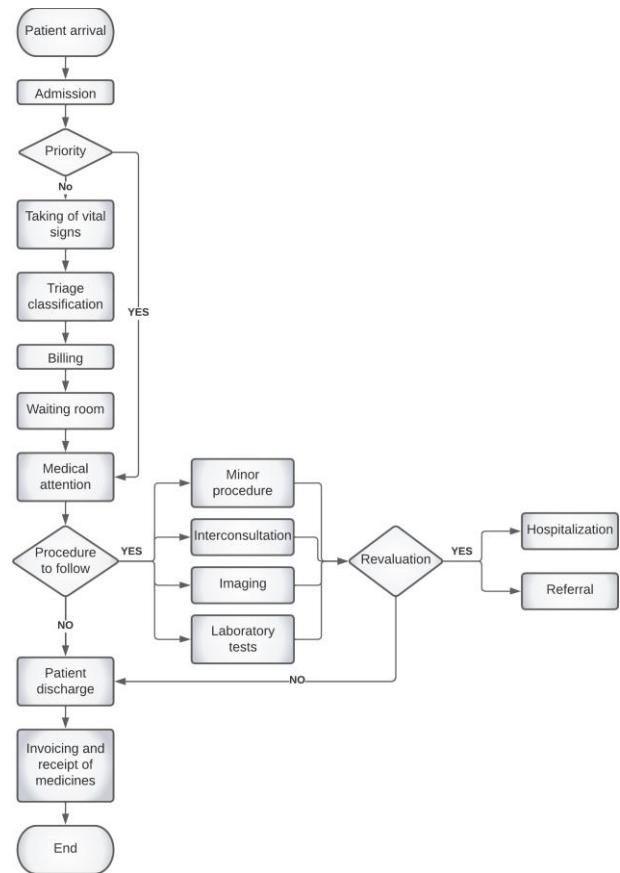 Patient arrival
Admission
Priority
No
Taking of vital
signs
Triage
classification
YES
Billing
Waiting room
Medical
attention
Minor
procedure
Procedure
to follow
YES
Interconsultation
Imaging
Laboratory
tests
Revaluation
YES
Hospitalization
Referral
NO
NO
Patient
discharge
Invoicing and
receipt of
medicines
End